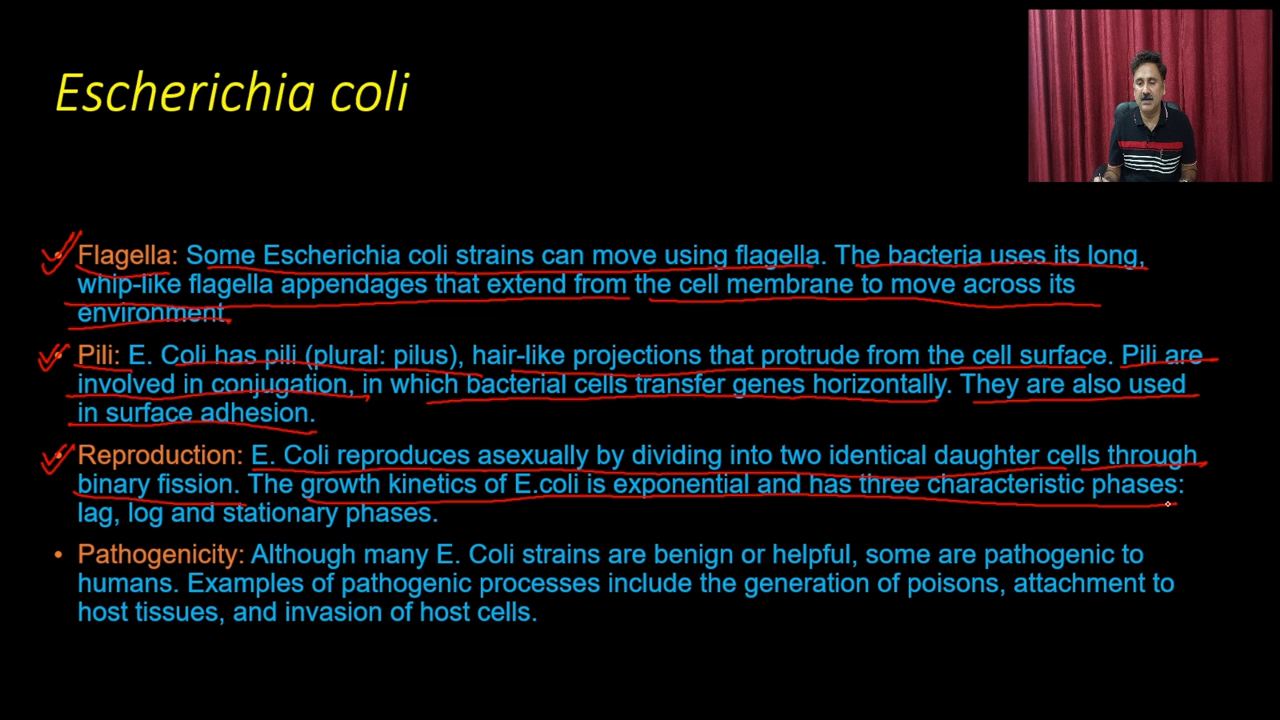 Escherichia coli
• Flagella: Some Escherichia coli strains can move using flagella. The bacteria uses its long,
whip-like flagella appendages that extend from the cell membrane to move across its
environment.
• Pili: E. Coli has pili (plural: pilus), hair-like projections that protrude from the cell surface. Pili are
involved in conjugation, in which bacterial cells transfer genes horizontally. They are also used
in surface adhesion.
• Reproduction: E. Coli reproduces asexually by dividing into two identical daughter cells through
binary fission. The growth kinetics of E.coli is exponential and has three characteristic phases:
lag, log and stationary phases.
• Pathogenicity: Although many E. Coli strains are benign or helpful, some are pathogenic to
humans. Examples of pathogenic processes include the generation of poisons, attachment to
host tissues, and invasion of host cells.